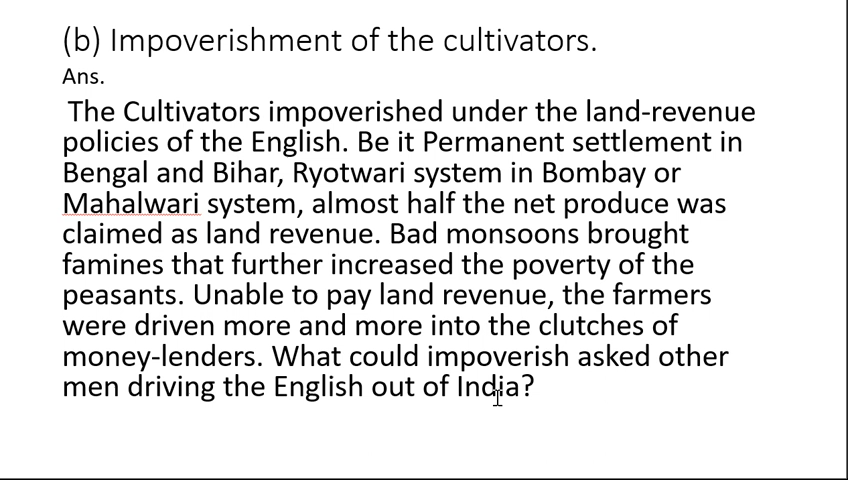 (b) Impoverishment of the cultivators.
Ans.
The Cultivators impoverished under the land-revenue
policies of the English. Be it Permanent settlement in
Bengal and Bihar, Ryotwari system in Bombay or
Mahalwari system, almost half the net produce was
claimed as land revenue. Bad monsoons brought
famines that further increased the poverty of the
peasants. Unable to pay land revenue, the farmers
were driven more and more into the clutches of
money-lenders. What could impoverish asked other
men driving the English out of India?